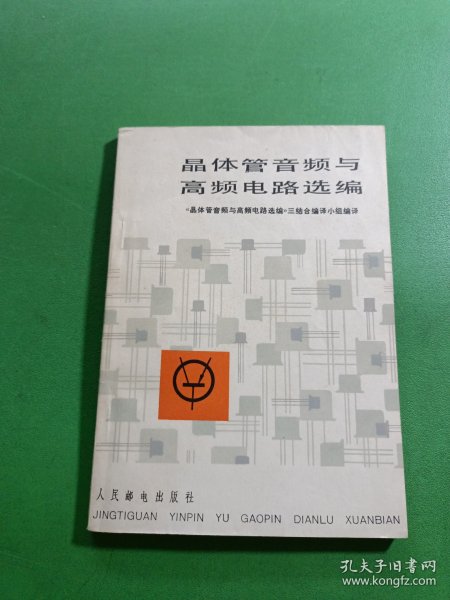 晶体管音频与
高频电路选编
《晶体管音频与高频电路选编》三结合编译小组编译
人民邮电出版社
JINGTIGUAN YINPIN YU GAOPIN DIANLU XUANBIAN
孔夫子旧书网
www.kongfz.com